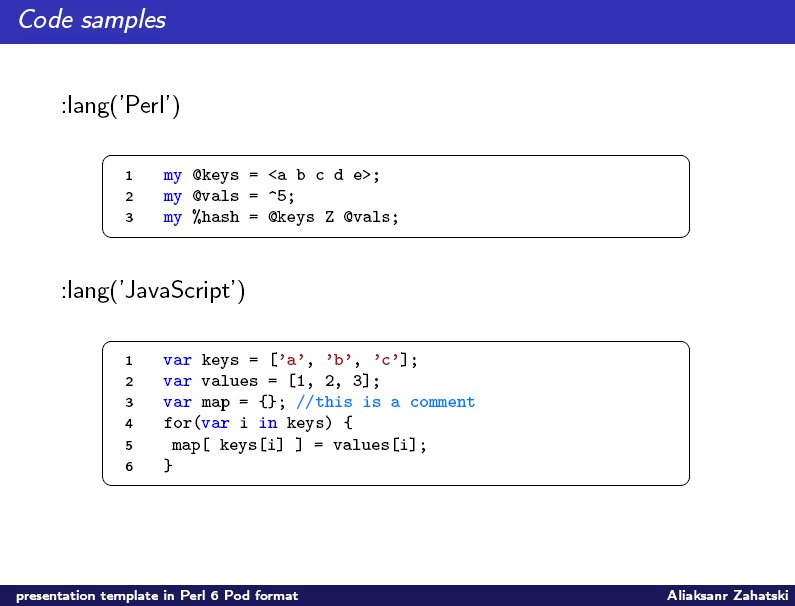 Code samples
:lang('Perl')
1 my @keys = <a b c d e>;
2 my @vals = ^5;
3 my %hash = @keys Z @vals;
:lang('JavaScript')
1 var keys = ['a', 'b', 'c'];
2 var values = [1, 2, 3];
3 var map = {}; //this is a comment
4 for(var i in keys) {
5 map[ keys[i] ] = values[i];
6 }
presentation template in Perl 6 Pod format Aliaksanr Zahatski